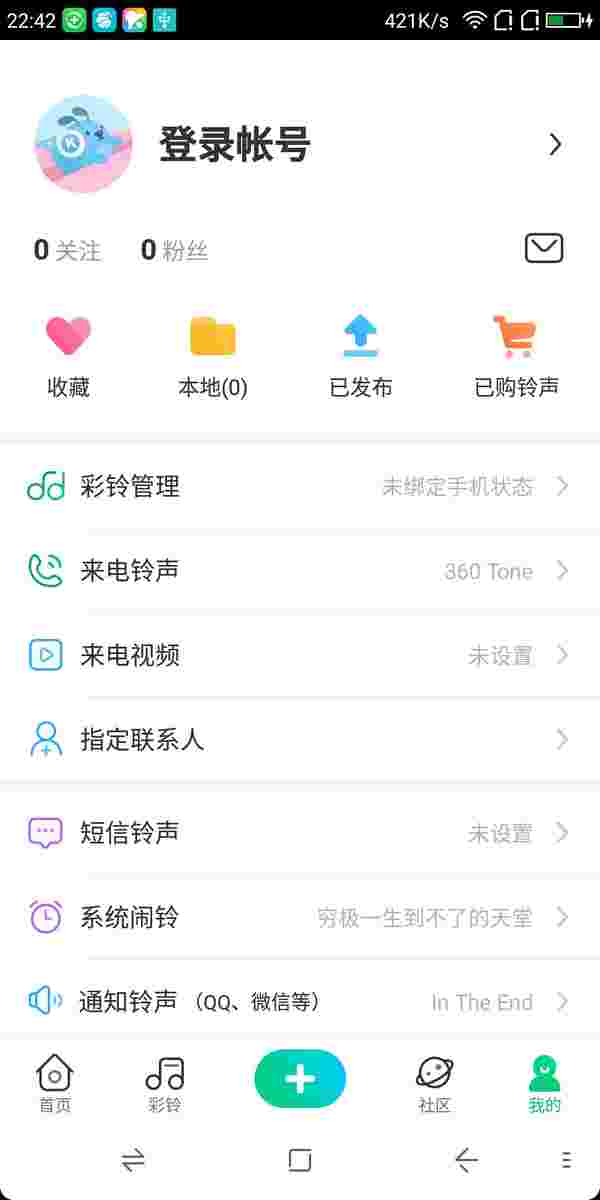 22:42 421K/s
登录帐号
0 关注 0 粉丝
收藏 本地(0) 已发布 已购铃声
彩铃管理 未绑定手机状态
来电铃声 360 Tone
来电视频 未设置
指定联系人
短信铃声 未设置
系统闹铃 穷极一生到不了的天堂
通知铃声 （QQ、微信等） In The End
首页 彩铃 社区 我的